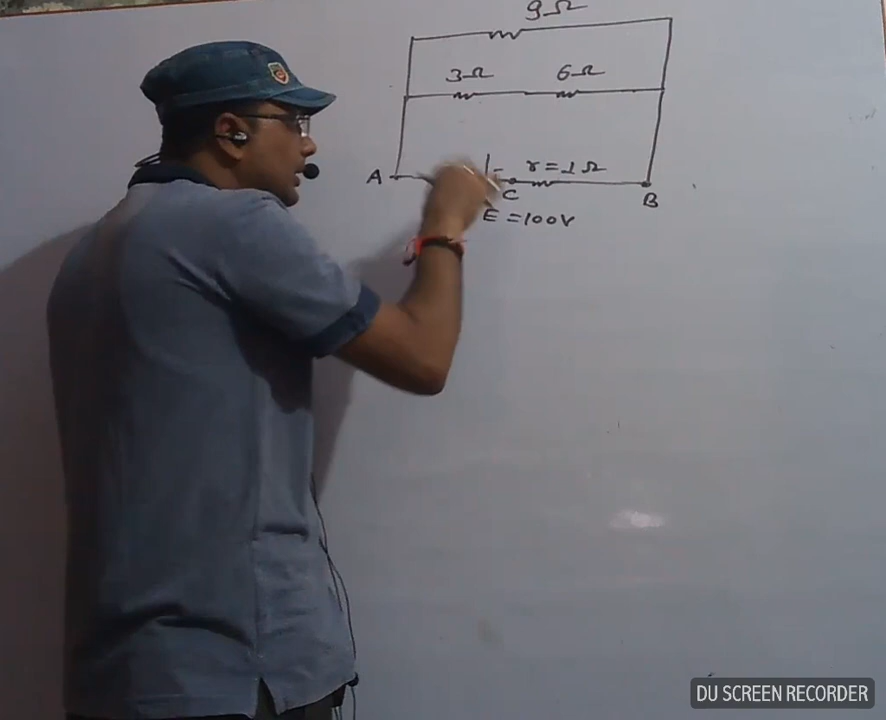 9Ω
3Ω 6Ω
A - r=1Ω
C B
E=100V
DU SCREEN RECORDER